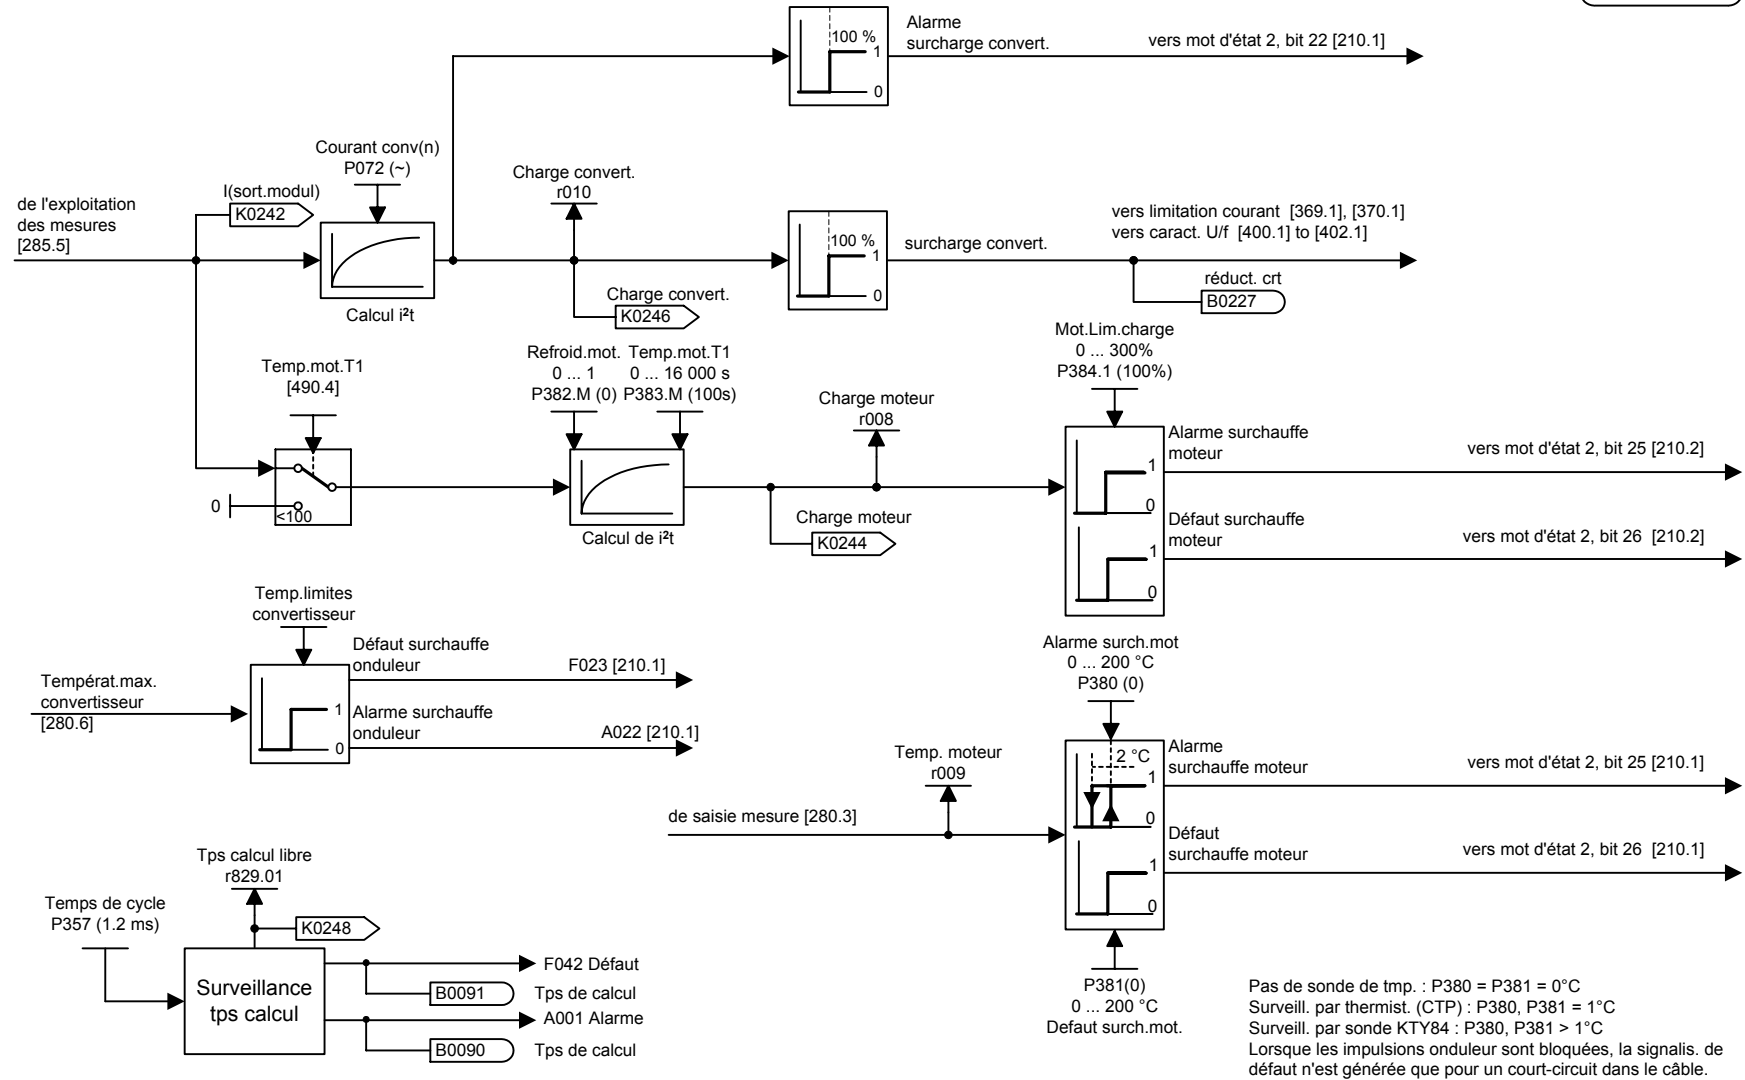 Alarme
surcharge convert.
vers mot d'état 2, bit 22 [210.1]
100 %
1
0
Courant conv(n)
P072 (~)
Charge convert.
r010
I(sort.modul)
K0242
de l'exploitation
des mesures
[285.5]
Calcul i²t
100 %
1
0
surcharge convert.
vers limitation courant [369.1], [370.1]
vers caract. U/f [400.1] to [402.1]
réduct. crt
B0227
Charge convert.
K0246
Temp.mot.T1
[490.4]
0
<100
Refroid.mot.
0 ... 1
P382.M (0)
Temp.mot.T1
0 ... 16 000 s
P383.M (100s)
Calcul de i²t
Charge moteur
r008
Charge moteur
K0244
Mot.Lim.charge
0 ... 300%
P384.1 (100%)
1
0
Alarme surchauffe
moteur
vers mot d'état 2, bit 25 [210.2]
1
0
Défaut surchauffe
moteur
vers mot d'état 2, bit 26 [210.2]
Temp.limites
convertisseur
Températ.max.
convertisseur
[280.6]
1
0
Défaut surchauffe
onduleur
F023 [210.1]
Alarme surchauffe
onduleur
A022 [210.1]
Alarme surch.mot
0 ... 200 °C
P380 (0)
de saisie mesure [280.3]
Temp. moteur
r009
2 °C
1
0
Alarme
surchauffe moteur
vers mot d'état 2, bit 25 [210.1]
1
0
Défaut
surchauffe moteur
vers mot d'état 2, bit 26 [210.1]
P381(0)
0 ... 200 °C
Defaut surch.mot.
Tps calcul libre
r829.01
K0248
Temps de cycle
P357 (1.2 ms)
Surveillance
tps calcul
F042 Défaut
B0091
Tps de calcul
A001 Alarme
B0090
Tps de calcul
Pas de sonde de tmp. : P380 = P381 = 0°C
Surveill. par thermist. (CTP) : P380, P381 = 1°C
Surveill. par sonde KTY84 : P380, P381 > 1°C
Lorsque les impulsions onduleur sont bloquées, la signalis. de
défaut n'est générée que pour un court-circuit dans le câble.